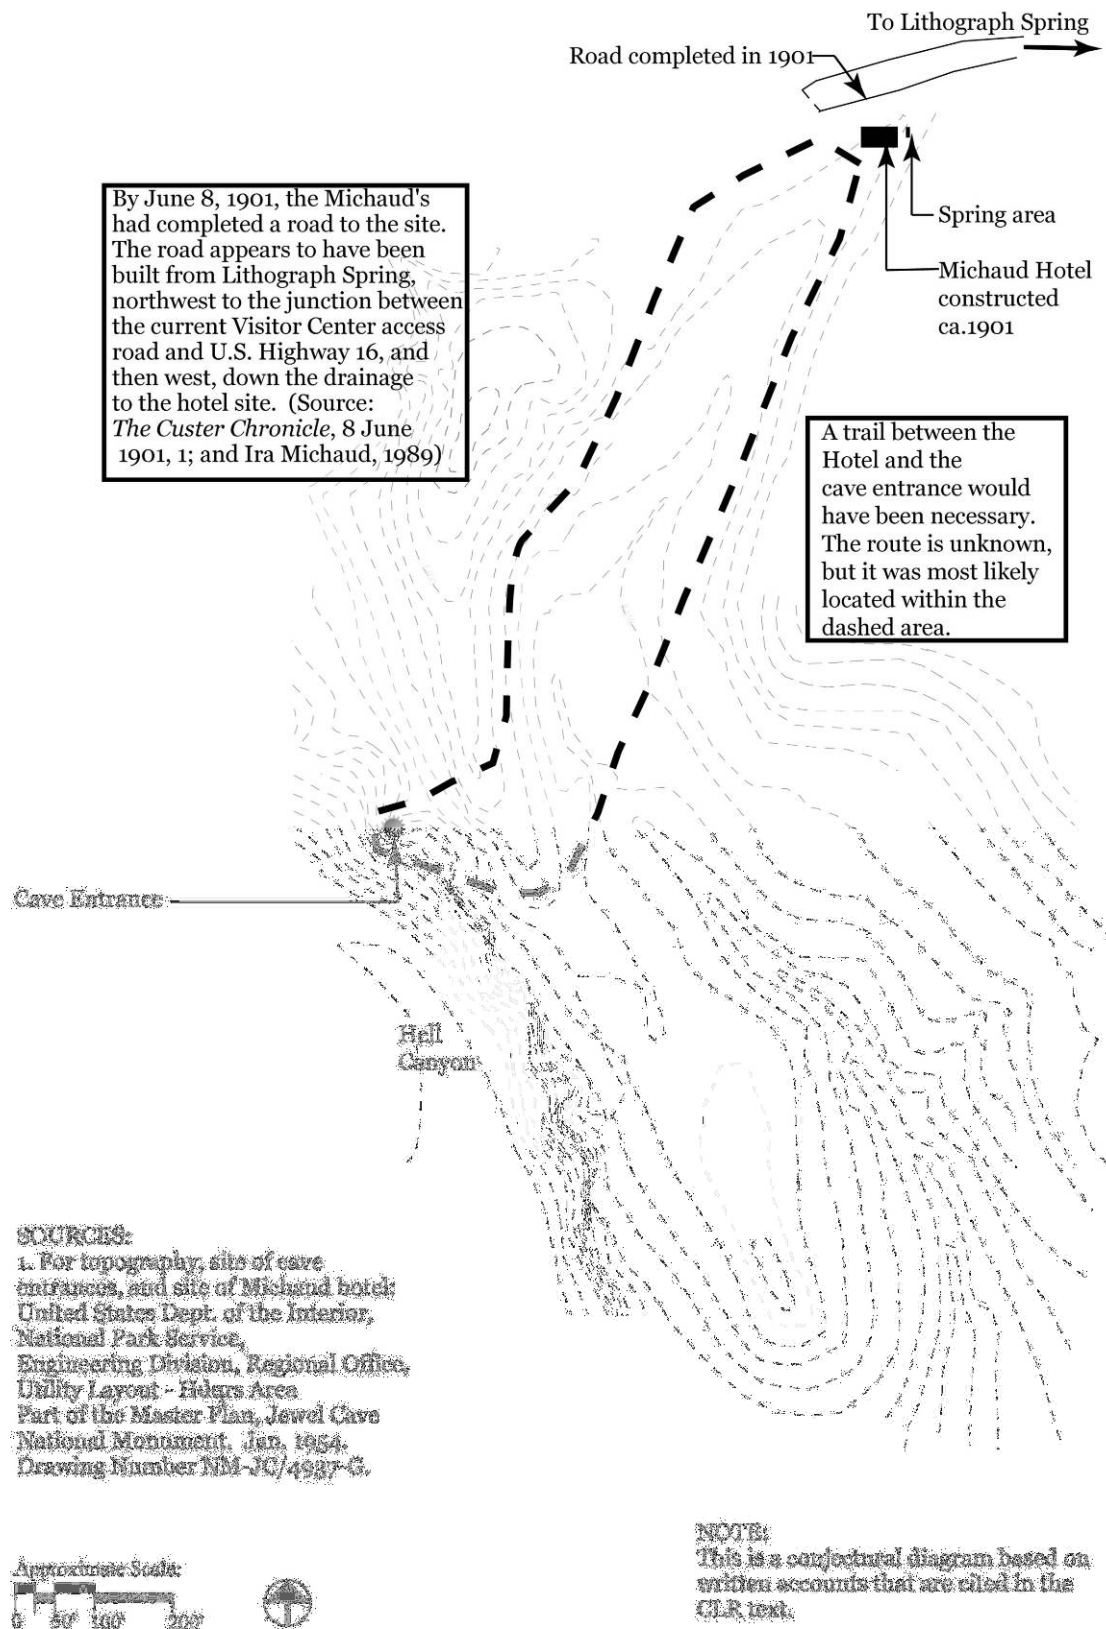 To Lithograph Spring
Road completed in 1901
By June 8, 1901, the Michaud's
had completed a road to the site.
The road appears to have been
built from Lithograph Spring,
northwest to the junction between
the current Visitor Center access
road and U.S. Highway 16, and
then west, down the drainage
to the hotel site. (Source:
The Custer Chronicle, 8 June
1901, 1; and Ira Michaud, 1989)
Spring area
Michaud Hotel
constructed
ca.1901
A trail between the
Hotel and the
cave entrance would
have been necessary.
The route is unknown,
but it was most likely
located within the
dashed area.
Cave Entrance
Hell
Canyon
SOURCES:
1. For topography, site of cave
entrances, and site of Michaud hotel:
United States Dept. of the Interior,
National Park Service,
Engineering Division, Regional Office,
Utility Layout - Hdqrs Area
Part of the Master Plan, Jewel Cave
National Monument. Jan. 1954.
Drawing Number NM-JC/
Approximate Scale:
0 50' 100' 200'
NOTE:
This is a conjectural diagram based on
written accounts that are cited in the
CLR text.